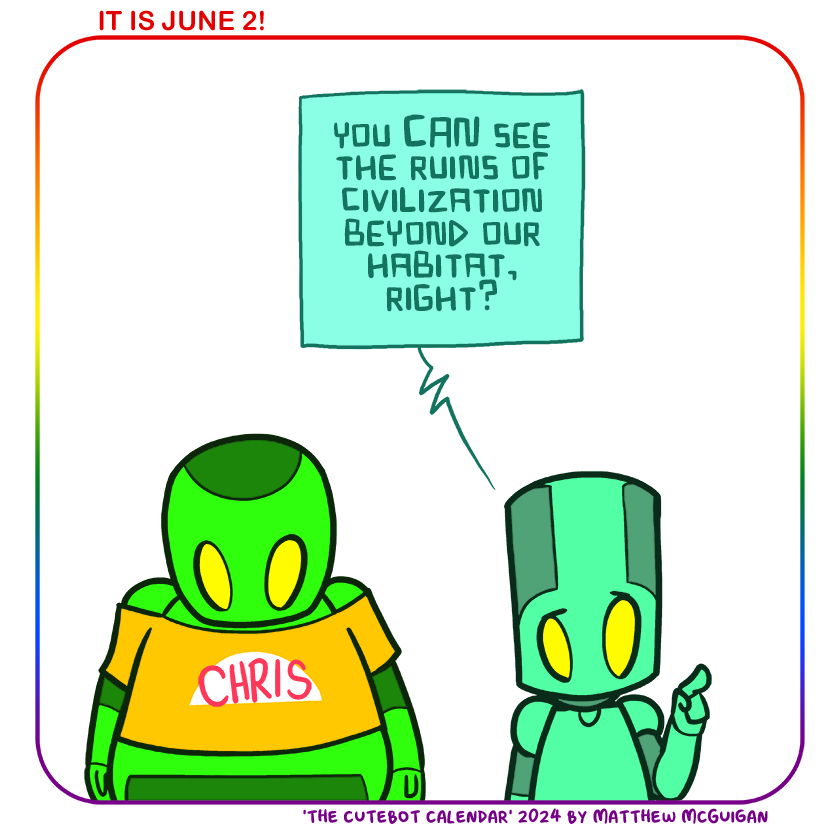 IT IS JUNE 2!
YOU CAN SEE
THE RUINS OF
CIVILIZATION
BEYOND OUR
HABITAT,
RIGHT?
CHRIS
'THE CUTEBOT CALENDAR' 2024 BY MATTHEW MCGUIGAN